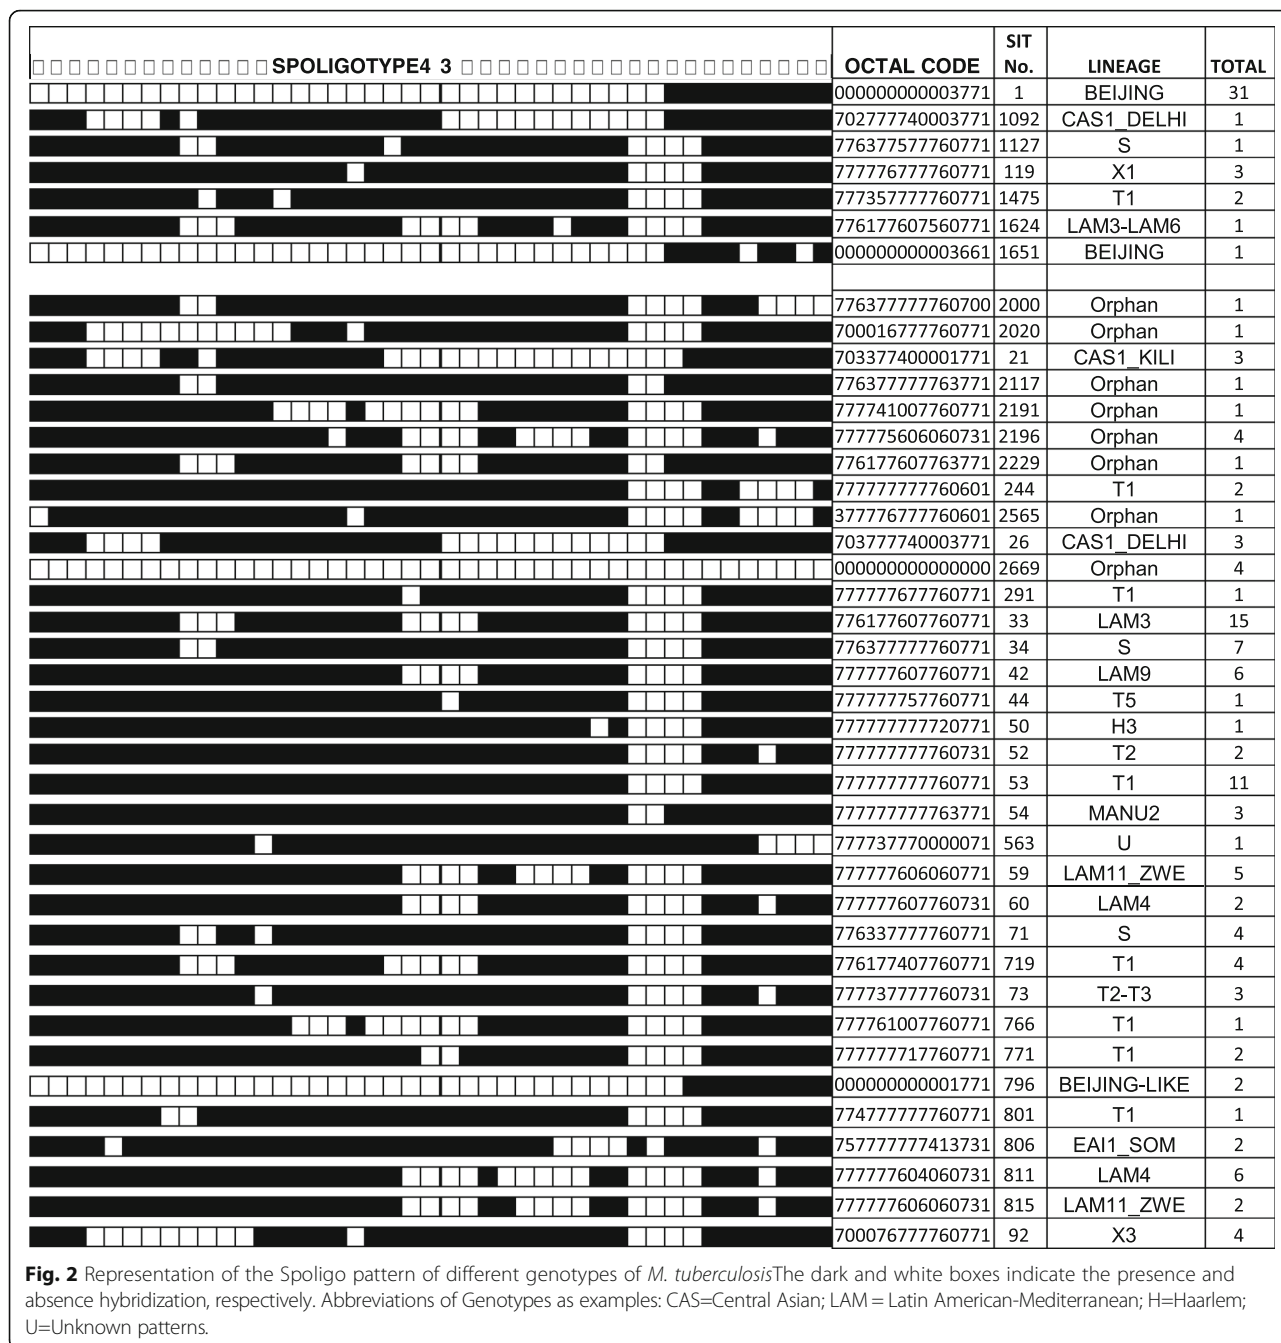 SPOLIGOTYPE4 3 OCTAL CODE SIT No. LINEAGE TOTAL
000000000003771 1 BEIJING 31
702777740003771 1092 CAS1_DELHI 1
776377577760771 1127 S 1
777776777760771 119 X1 3
777357777760771 1475 T1 2
776177607560771 1624 LAM3-LAM6 1
000000000003661 1651 BEIJING 1
776377777760700 2000 Orphan 1
700016777760771 2020 Orphan 1
703377400001771 21 CAS1_KILI 3
776377777763771 2117 Orphan 1
777741007760771 2191 Orphan 1
777775606060731 2196 Orphan 4
776177607763771 2229 Orphan 1
777777777760601 244 T1 2
377776777760601 2565 Orphan 1
703777740003771 26 CAS1_DELHI 3
000000000000000 2669 Orphan 4
777777677760771 291 T1 1
776177607760771 33 LAM3 15
776377777760771 34 S 7
777777607760771 42 LAM9 6
777777757760771 44 T5 1
777777777720771 50 H3 1
777777777760731 52 T2 2
777777777760771 53 T1 11
777777777763771 54 MANU2 3
777737770000071 563 U 1
777777606060771 59 LAM11_ZWE 5
777777607760731 60 LAM4 2
776337777760771 71 S 4
776177407760771 719 T1 4
777737777760731 73 T2-T3 3
777761007760771 766 T1 1
777777717760771 771 T1 2
000000000001771 796 BEIJING-LIKE 2
774777777760771 801 T1 1
757777777413731 806 EAI1_SOM 2
777777604060731 811 LAM4 6
777777606060731 815 LAM11_ZWE 2
700076777760771 92 X3 4
Fig. 2 Representation of the Spoligo pattern of different genotypes of M. tuberculosisThe dark and white boxes indicate the presence and
absence hybridization, respectively. Abbreviations of Genotypes as examples: CAS=Central Asian; LAM = Latin American-Mediterranean; H=Haarlem;
U=Unknown patterns.